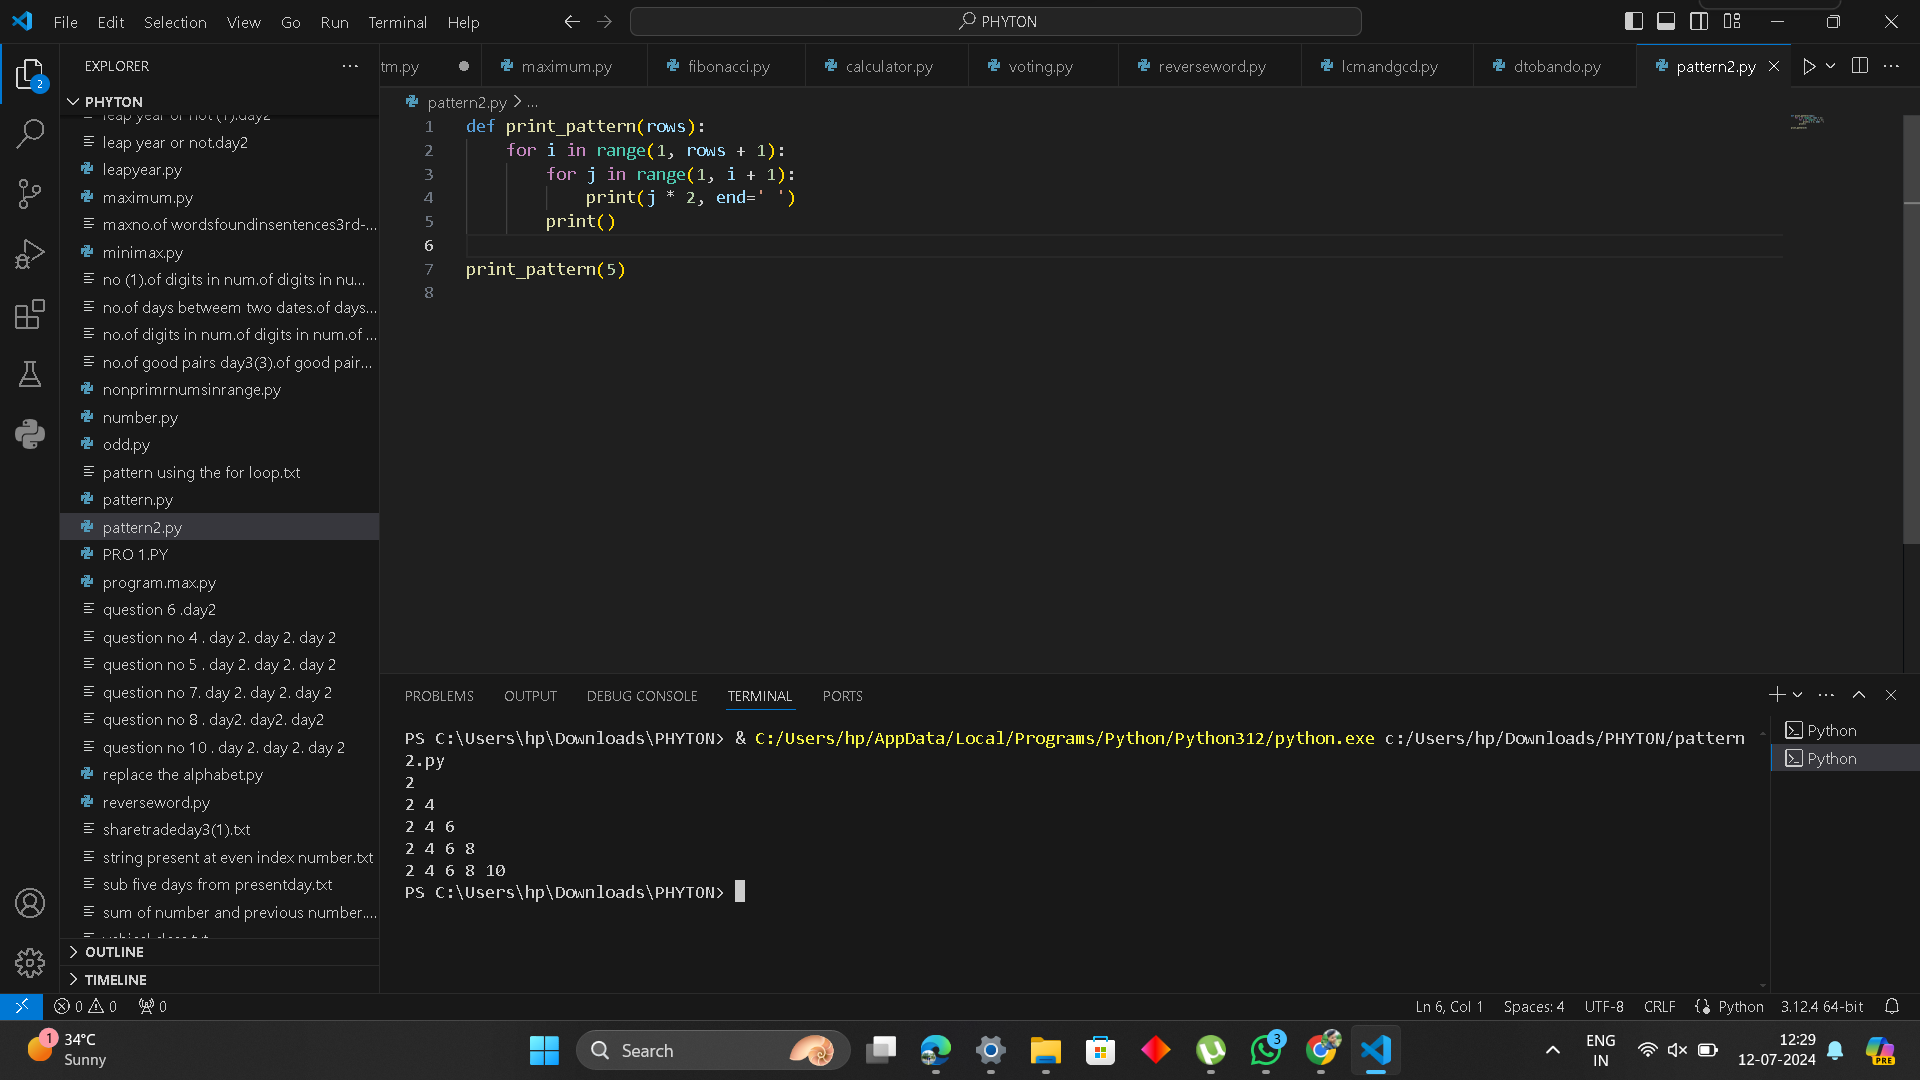 File Edit Selection View Go Run Terminal Help
PHYTON
EXPLORER
tm.py
maximum.py
fibonacci.py
calculator.py
voting.py
reverseword.py
lcmandgcd.py
dtobando.py
pattern2.py
2
PHYTON
leap year or not (1).day2
leap year or not.day2
leapyear.py
maximum.py
maxno.of wordsfoundinsentences3rd-...
minimax.py
no (1).of digits in num.of digits in nu...
no.of days betweem two dates.of days...
no.of digits in num.of digits in num.of ...
no.of good pairs day3(3).of good pair...
nonprimrnumsinrange.py
number.py
odd.py
pattern using the for loop.txt
pattern.py
pattern2.py
PRO 1.PY
program.max.py
question 6 .day2
question no 4 . day 2. day 2. day 2
question no 5 . day 2. day 2. day 2
question no 7. day 2. day 2. day 2
question no 8 . day2. day2. day2
question no 10 . day 2. day 2. day 2
replace the alphabet.py
reverseword.py
sharetradeday3(1).txt
string present at even index number.txt
sub five days from presentday.txt
sum of number and previous number....
OUTLINE
TIMELINE
pattern2.py > ...
1 def print_pattern(rows):
2 for i in range(1, rows + 1):
3 for j in range(1, i + 1):
4 print(j * 2, end=' ')
5 print()
6
7 print_pattern(5)
8
PROBLEMS OUTPUT DEBUG CONSOLE TERMINAL PORTS
PS C:\Users\hp\Downloads\PHYTON> & C:/Users/hp/AppData/Local/Programs/Python/Python312/python.exe c:/Users/hp/Downloads/PHYTON/pattern
2.py
2
2 4
2 4 6
2 4 6 8
2 4 6 8 10
PS C:\Users\hp\Downloads\PHYTON>
Python
Python
0 0 0
Ln 6, Col 1 Spaces: 4 UTF-8 CRLF Python 3.12.4 64-bit
1
34°C
Sunny
Search
3
ENG
IN
12:29
12-07-2024
PRE